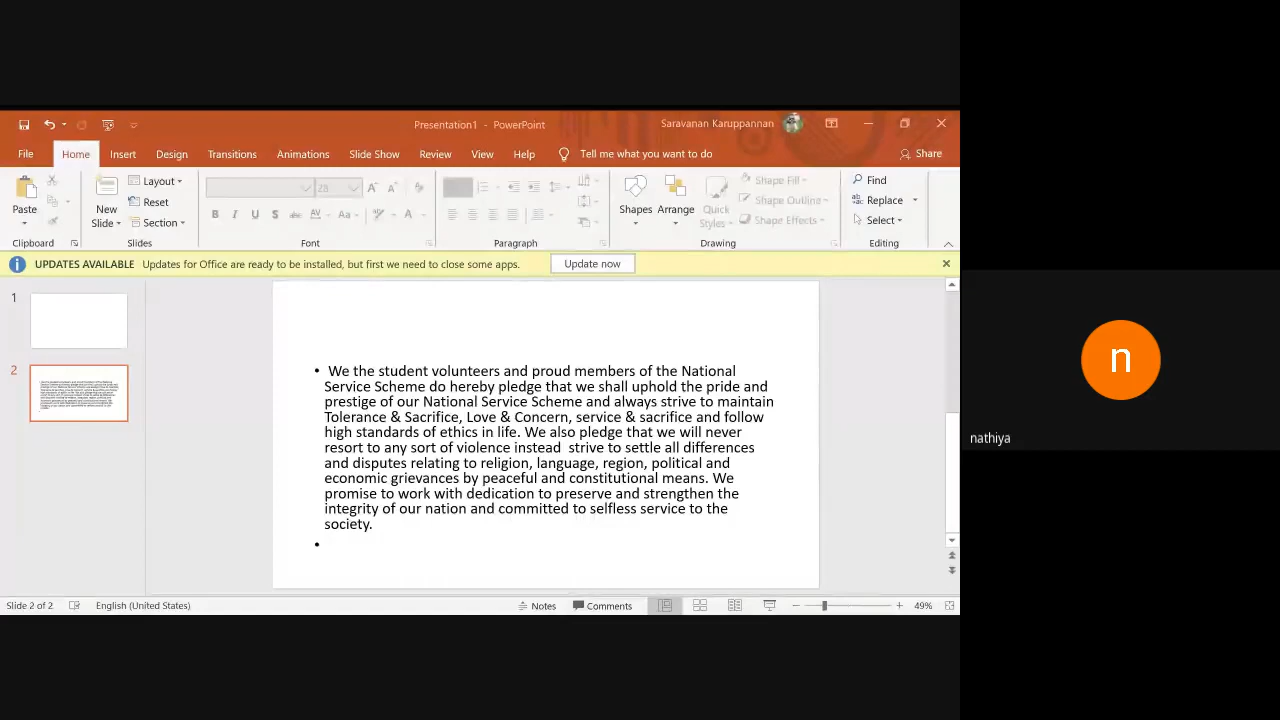 Presentation1 - PowerPoint
Saravanan Karuppannan
File Home Insert Design Transitions Animations Slide Show Review View Help Tell me what you want to do Share
Paste
New Slide
Layout
Reset
Section
28
B I U S abc AV Aa A
Shapes
Arrange
Quick Styles
Shape Fill
Shape Outline
Shape Effects
Find
Replace
Select
Clipboard Slides Font Paragraph Drawing Editing
UPDATES AVAILABLE Updates for Office are ready to be installed, but first we need to close some apps. Update now
1
2
• We the student volunteers and proud members of the National
Service Scheme do hereby pledge that we shall uphold the pride and
prestige of our National Service Scheme and always strive to maintain
Tolerance & Sacrifice, Love & Concern, service & sacrifice and follow
high standards of ethics in life. We also pledge that we will never
resort to any sort of violence instead  strive to settle all differences
and disputes relating to religion, language, region, political and
economic grievances by peaceful and constitutional means. We
promise to work with dedication to preserve and strengthen the
integrity of our nation and committed to selfless service to the
society.
•
n
nathiya
Slide 2 of 2 English (United States) Notes Comments 49%